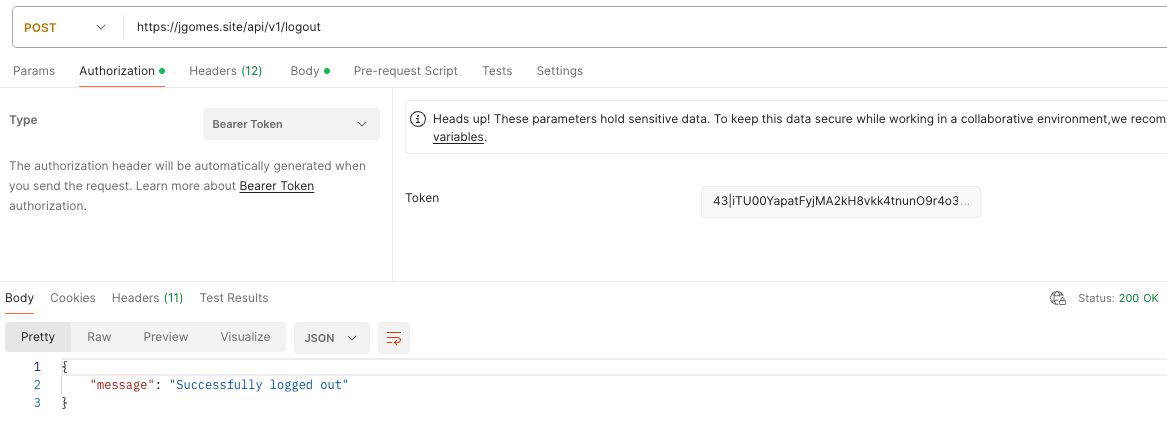 POST https://jgomes.site/api/v1/logout
Params Authorization Headers (12) Body Pre-request Script Tests Settings
Type Bearer Token
Heads up! These parameters hold sensitive data. To keep this data secure while working in a collaborative environment,we recom
variables.
The authorization header will be automatically generated when
you send the request. Learn more about Bearer Token
authorization.
Token 43|iTU00YapatFyjMA2kH8vkk4tnunO9r4o3...
Body Cookies Headers (11) Test Results Status: 200 OK
Pretty Raw Preview Visualize JSON
1 {
2 "message": "Successfully logged out"
3 }